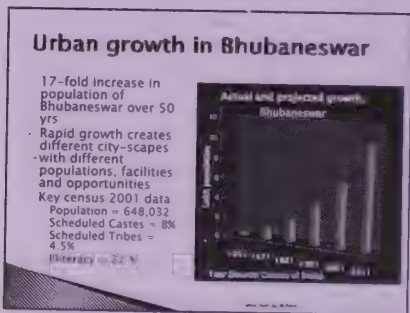 Urban growth in Bhubaneswar
17-fold increase in
population of
Bhubaneswar over 50
yrs
Rapid growth creates
different city-scapes
-with different
populations, facilities
and opportunities
Key census 2001 data
Population = 648,032
Scheduled Castes = 8%
Scheduled Tribes =
4.5%
Illiteracy = 22 %
Actual and projected growth,
Bhubaneswar